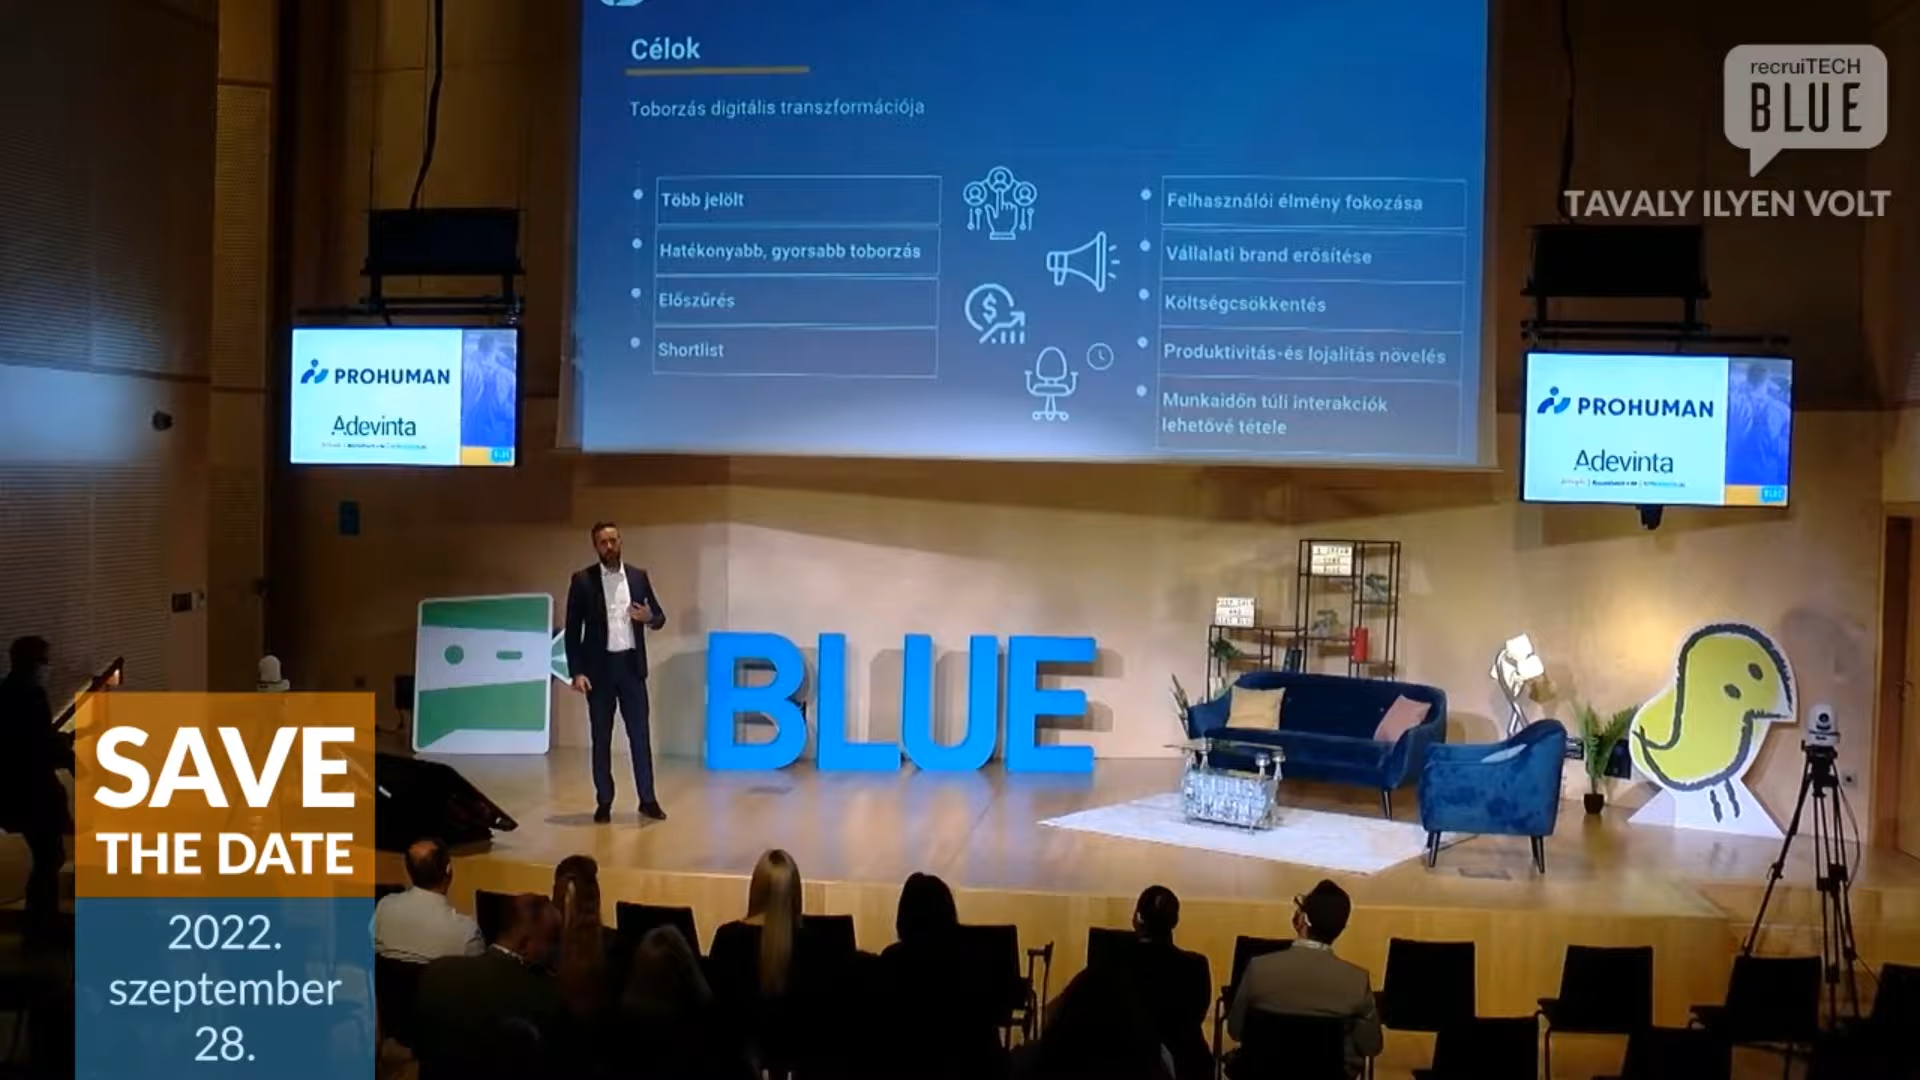 Célok
Toborzás digitális transzformációja
Több jelölt
Hatékonyabb, gyorsabb toborzás
Előszűrés
Shortlist
Felhasználói élmény fokozása
Vállalati brand erősítése
Költségcsökkentés
Produktivitás-és lojalitás növelés
Munkaidőn túli interakciók
lehetővé tétele
recruiTECH
BLUE
TAVALY ILYEN VOLT
PROHUMAN
Adevinta
PROHUMAN
Adevinta
BLUE
SAVE
THE DATE
2022.
szeptember
28.